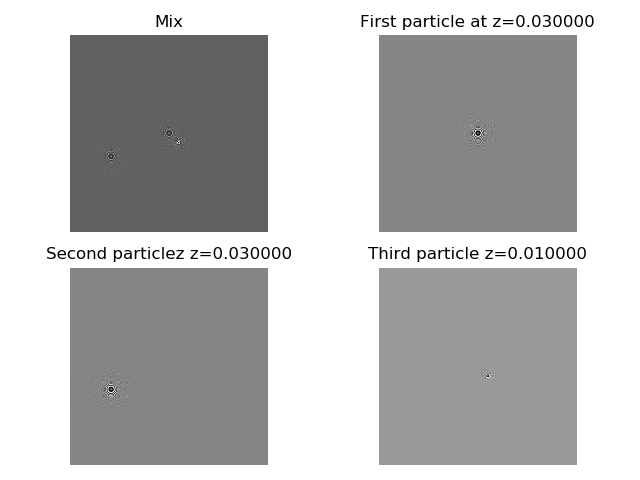 Mix
First particle at z=0.030000
Second particlez z=0.030000
Third particle z=0.010000